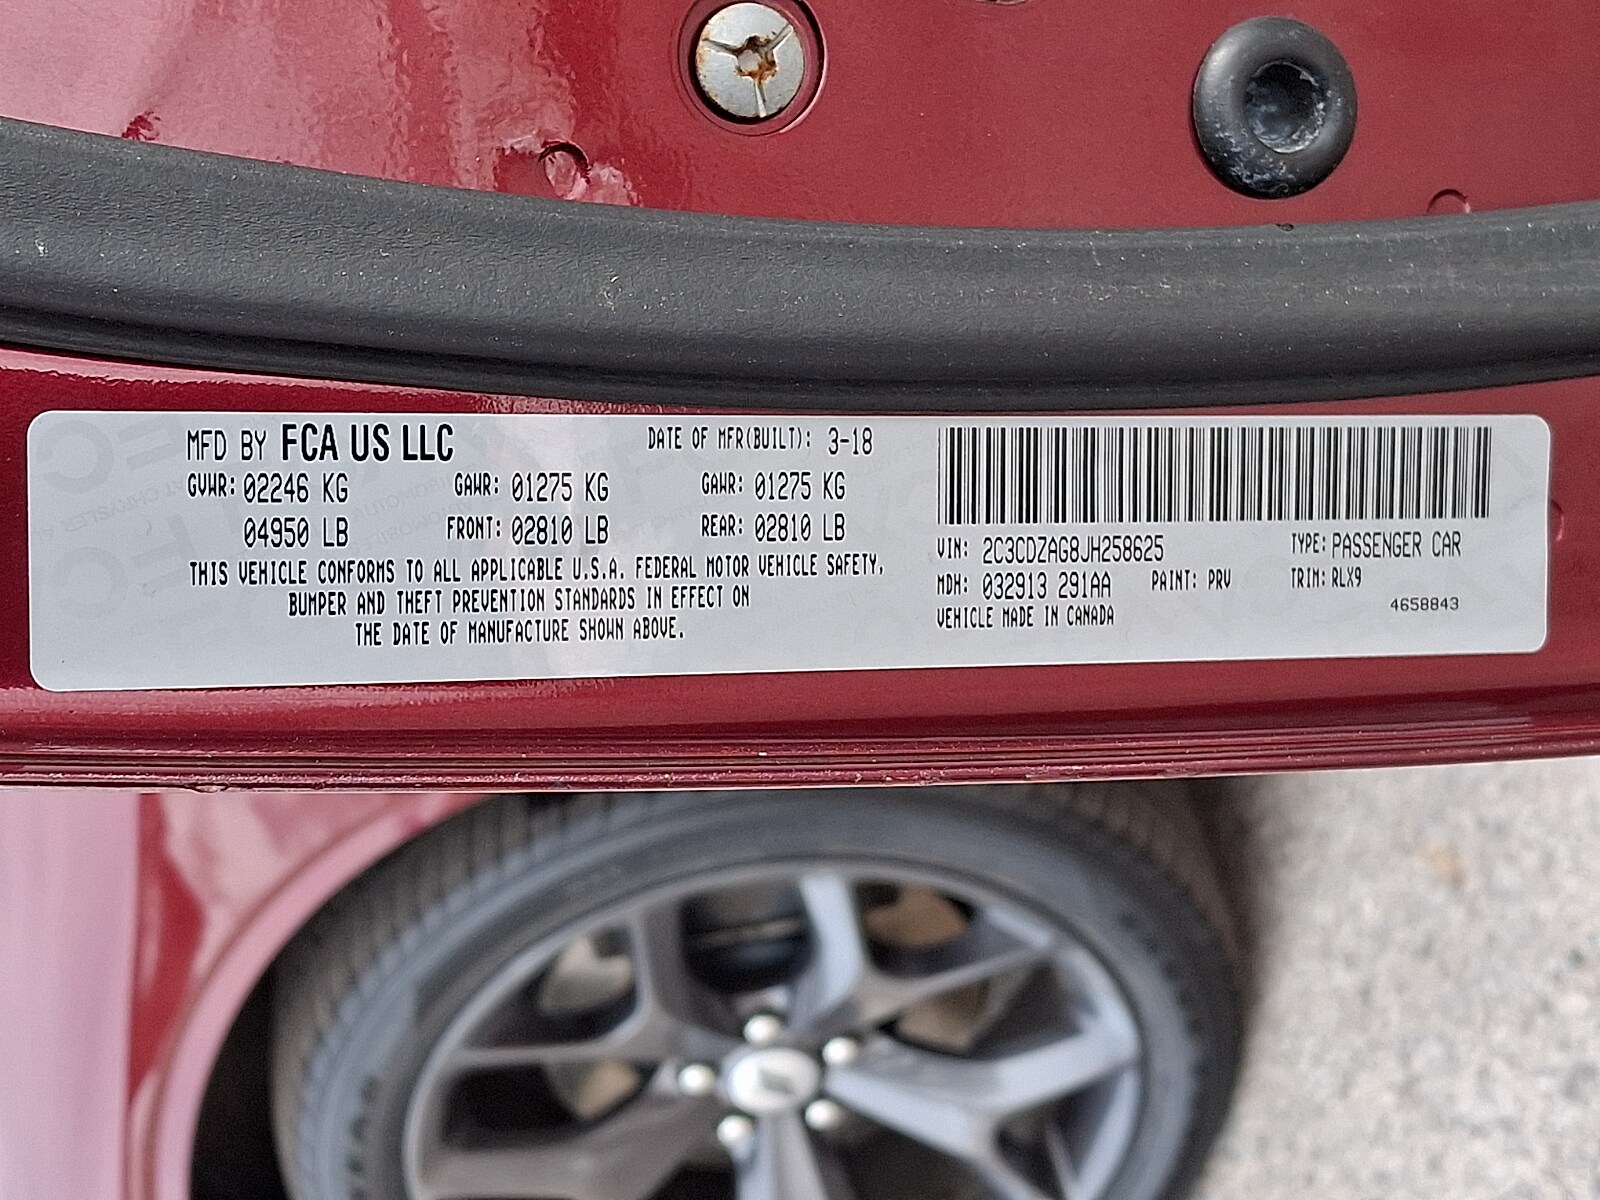 MFD BY FCA US LLC DATE OF MFR(BUILT): 3-18
GVWR: 02246 KG GAWR: 01275 KG GAWR: 01275 KG
04950 LB FRONT: 02810 LB REAR: 02810 LB
THIS VEHICLE CONFORMS TO ALL APPLICABLE U.S.A. FEDERAL MOTOR VEHICLE SAFETY,
BUMPER AND THEFT PREVENTION STANDARDS IN EFFECT ON
THE DATE OF MANUFACTURE SHOWN ABOVE.
VIN: 2C3CDZAG8JH258625 TYPE: PASSENGER CAR
MDH: 032913 291AA PAINT: PRV TRIM: RLX9
VEHICLE MADE IN CANADA 4658843